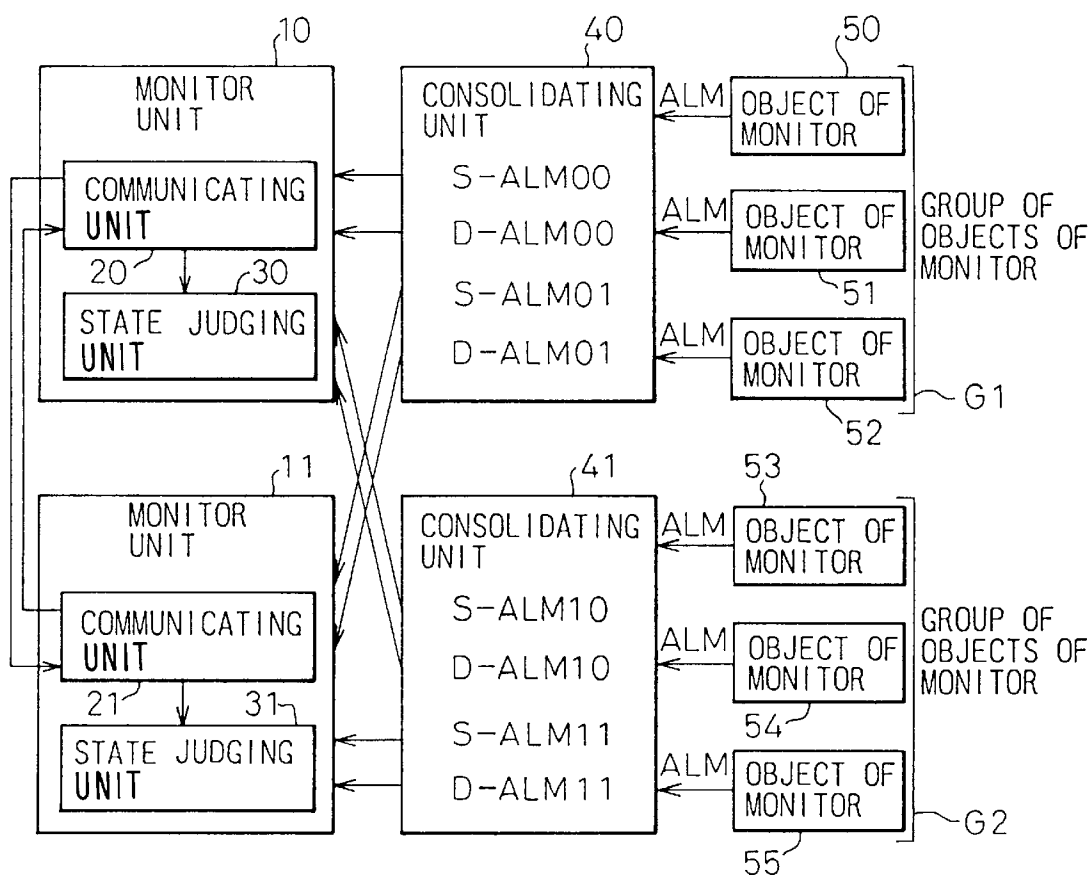 10
MONITOR
UNIT
COMMUNICATING
UNIT
20
30
STATE JUDGING
UNIT
40
CONSOLIDATING
UNIT
S-ALM00
D-ALM00
S-ALM01
D-ALM01
50
ALM
OBJECT OF
MONITOR
ALM
OBJECT OF
MONITOR
51
ALM
OBJECT OF
MONITOR
52
GROUP OF
OBJECTS OF
MONITOR
G1
11
MONITOR
UNIT
COMMUNICATING
UNIT
21
31
STATE JUDGING
UNIT
41
CONSOLIDATING
UNIT
S-ALM10
D-ALM10
S-ALM11
D-ALM11
53
ALM
OBJECT OF
MONITOR
ALM
OBJECT OF
MONITOR
54
ALM
OBJECT OF
MONITOR
55
GROUP OF
OBJECTS OF
MONITOR
G2